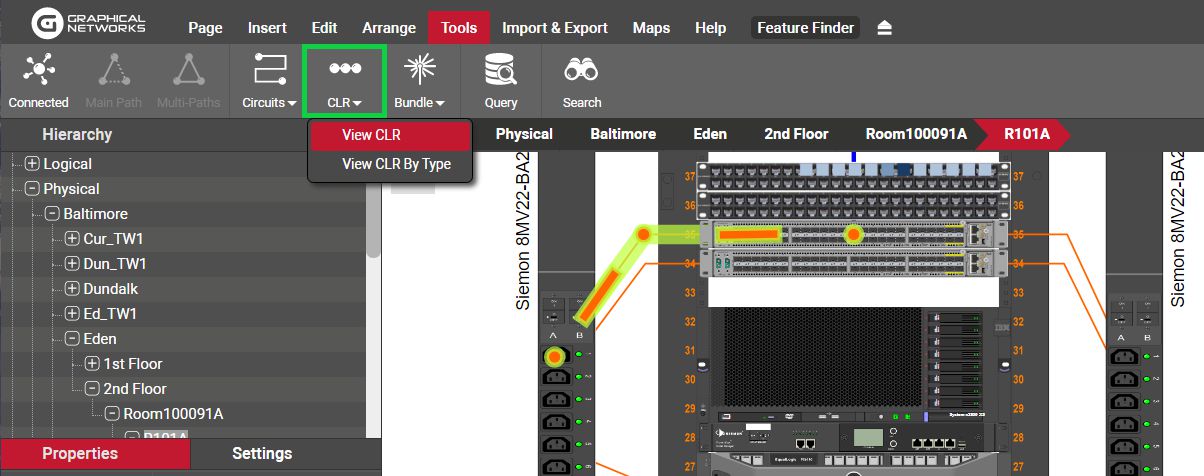 GRAPHICAL
NETWORKS
Page Insert Edit Arrange Tools Import & Export Maps Help Feature Finder
Connected Main Path Multi-Paths Circuits CLR Bundle Query Search
Hierarchy
View CLR
View CLR By Type
Physical Baltimore Eden 2nd Floor Room100091A R101A
Logical
Physical
Baltimore
Cur_TW1
Dun_TW1
Dundalk
Ed_TW1
Eden
1st Floor
2nd Floor
Room100091A
R101A
Properties Settings
Siemon 8MV22-BA2
37 37
36 36
35 35
34 34
33 33
32 32
31 31
30 30
29 29
28 28
27 27
A B
A B
IBM
Siemon 8MV22-BA2